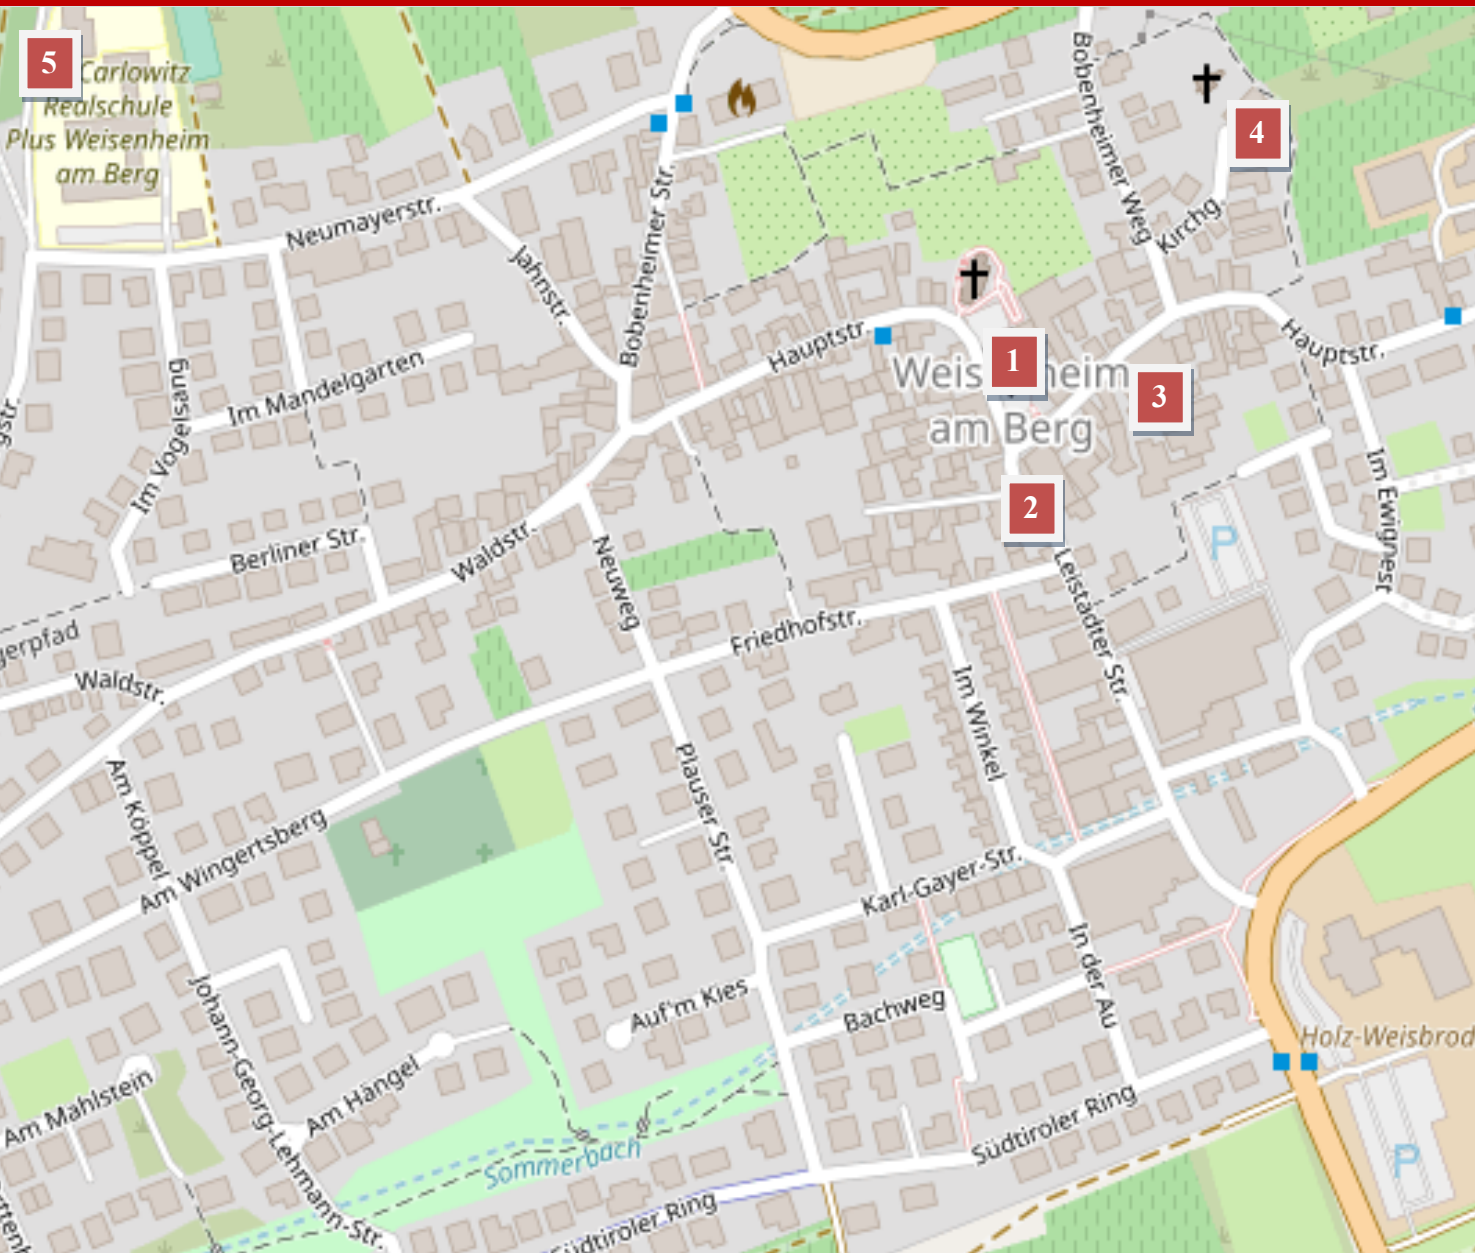 5
Carlowitz
Realschule
Plus Weisenheim
am Berg
Bobenheimer Weg
4
Neumayerstr.
Jahnstr.
Bobenheimer Str.
Kirchg.
Hauptstr.
Hauptstr.
1
Im Mandelgarten
Im Vogelsang
am Berg
3
2
Im Ewignest
P
Berliner Str.
Waldstr.
Neuweg
Leistadter Str.
Friedhofstr.
gerpfad
Waldstr.
Im Winkel
Am Köppel
Plauser Str.
Am Wingertsberg
Karl-Gayer-Str.
In der Au
Johann-Georg-Lehmann-Str.
Auf'm Kies
Bachweg
Holz-Weisbrod
Am Hängel
Am Mahlstein
Südtiroler Ring
Sommerbach
P
Südtiroler Ring